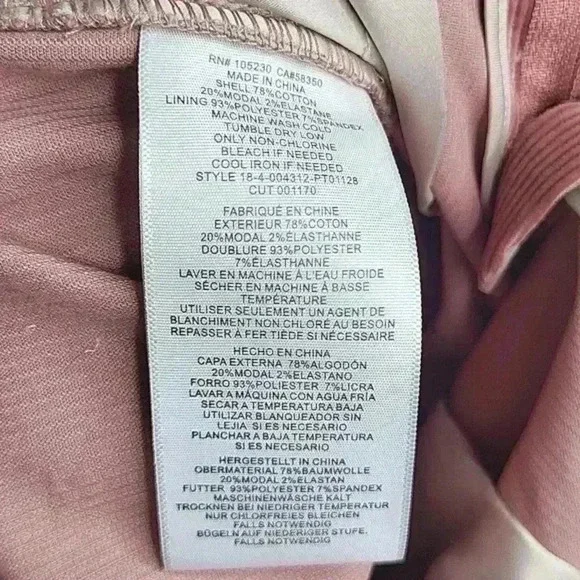 RN# 105230 CA#58350
MADE IN CHINA
SHELL 78%COTTON
20%MODAL 2%ELASTANE
LINING 93%POLYESTER 7%SPANDEX
MACHINE WASH COLD
TUMBLE DRY LOW
ONLY NON-CHLORINE
BLEACH IF NEEDED
COOL IRON IF NEEDED
STYLE 18-4-004312-PT01128
CUT 001170
FABRIQUÉ EN CHINE
EXTERIEUR 78%COTON
20%MODAL 2%ÉLASTHANNE
DOUBLURE 93%POLYESTER
7%ÉLASTHANNE
LAVER EN MACHINE À L'EAU FROIDE
SÉCHER EN MACHINE À BASSE
TEMPÉRATURE
UTILISER SEULEMENT UN AGENT DE
BLANCHIMENT NON CHLORÉ AU BESOIN
REPASSER À FER TIÈDE SI NÉCESSAIRE
HECHO EN CHINA
CAPA EXTERNA 78%ALGODÓN
20%MODAL 2%ELASTANO
FORRO 93%POLIESTER 7%LICRA
LAVAR A MÁQUINA CON AGUA FRÍA
SECAR A TEMPERATURA BAJA
UTILIZAR BLANQUEADOR SIN
LEJIA SI ES NECESARIO
PLANCHAR A BAJA TEMPERATURA
SI ES NECESARIO
HERGESTELLT IN CHINA
OBERMATERIAL 78%BAUMWOLLE
20%MODAL 2%ELASTAN
FUTTER 93%POLYESTER 7%SPANDEX
MASCHINENWÄSCHE KALT
TROCKNEN BEI NIEDRIGER TEMPERATUR
NUR CHLORFREIES BLEICHEN
FALLS NOTWENDIG
BÜGELN AUF NIEDERIGER STUFE.
FALLS NOTWENDIG